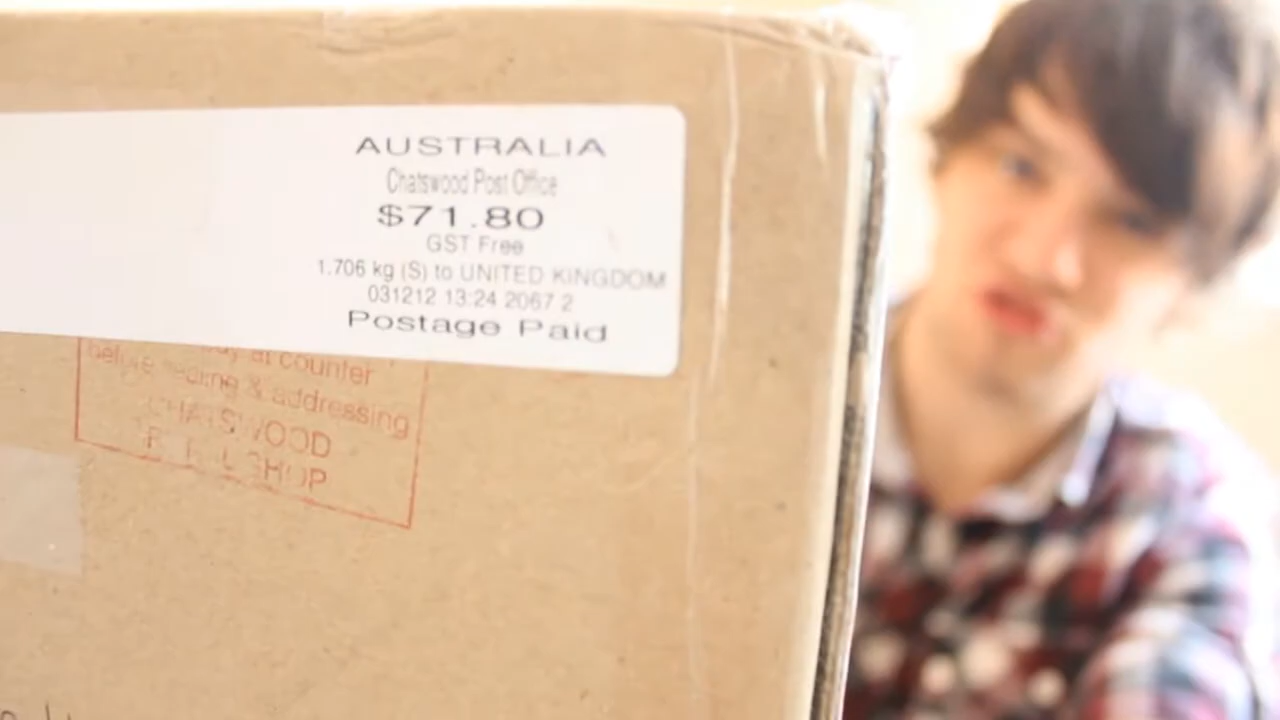 AUSTRALIA
Chatswood Post Office
$71.80
GST Free
1.706 kg (S) to UNITED KINGDOM
031212 13:24 2067 2
Postage Paid
at counter
before & addressing
CHATSWOOD
SHOP